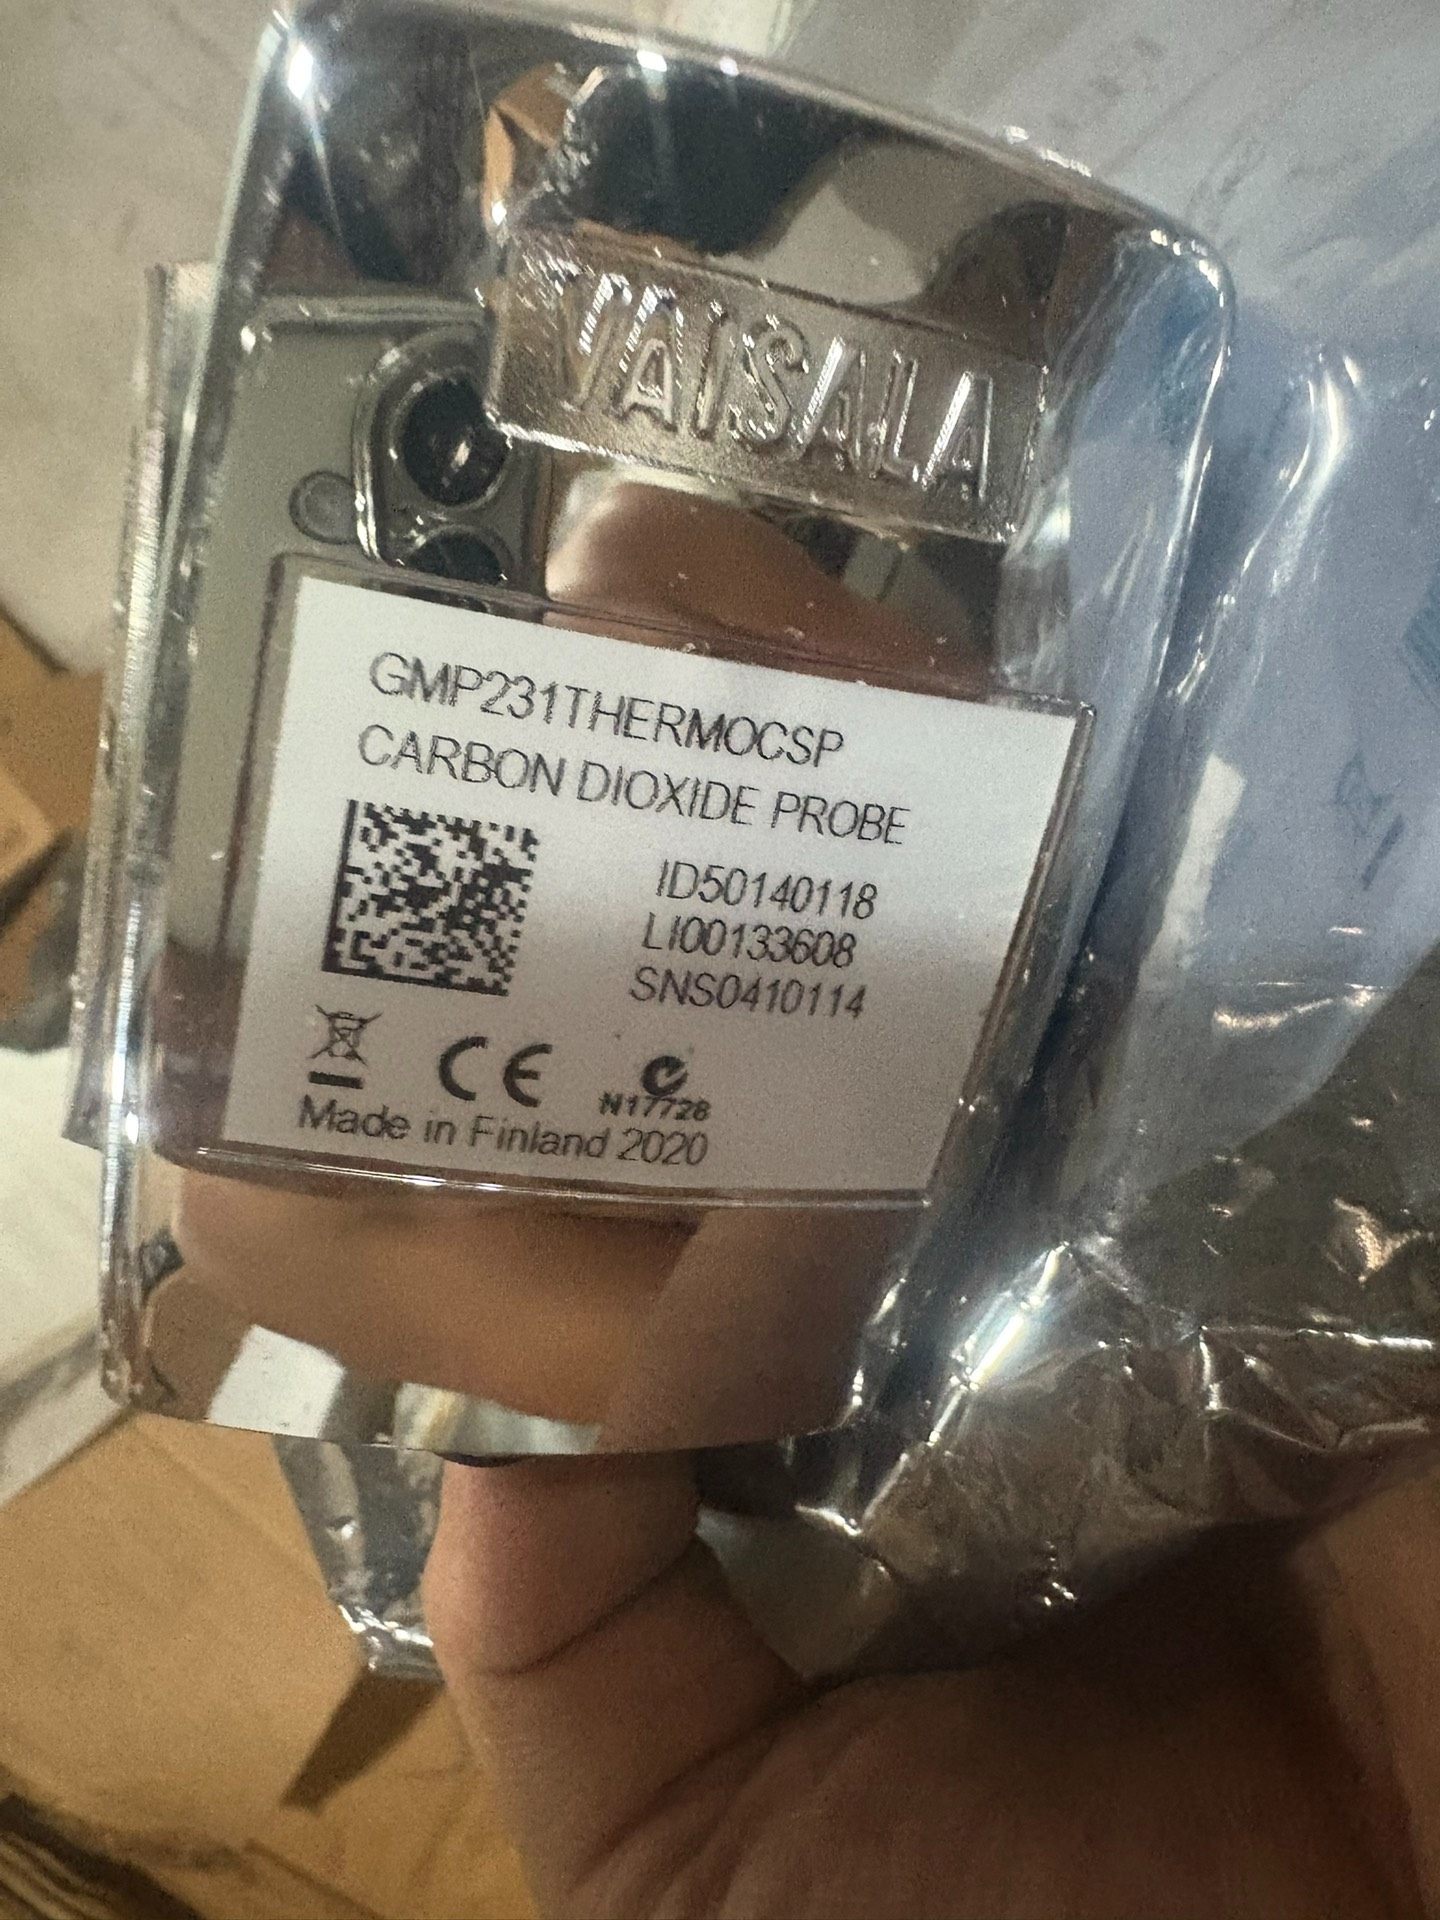 VAISALA
GMP231THERMOCSP
CARBON DIOXIDE PROBE
ID50140118
LI00133608
SNS0410114
CE
N17728
Made in Finland 2020